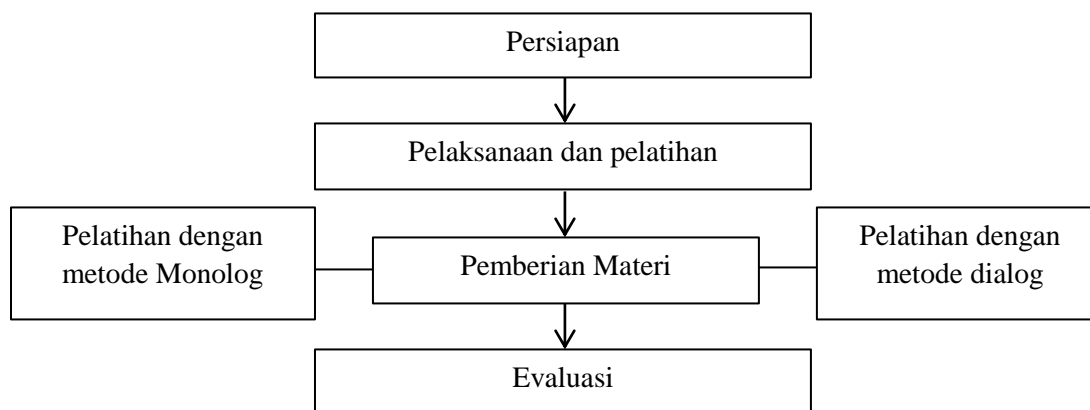 Persiapan
Pelaksanaan dan pelatihan
Pelatihan dengan
metode Monolog
Pemberian Materi
Pelatihan dengan
metode dialog
Evaluasi